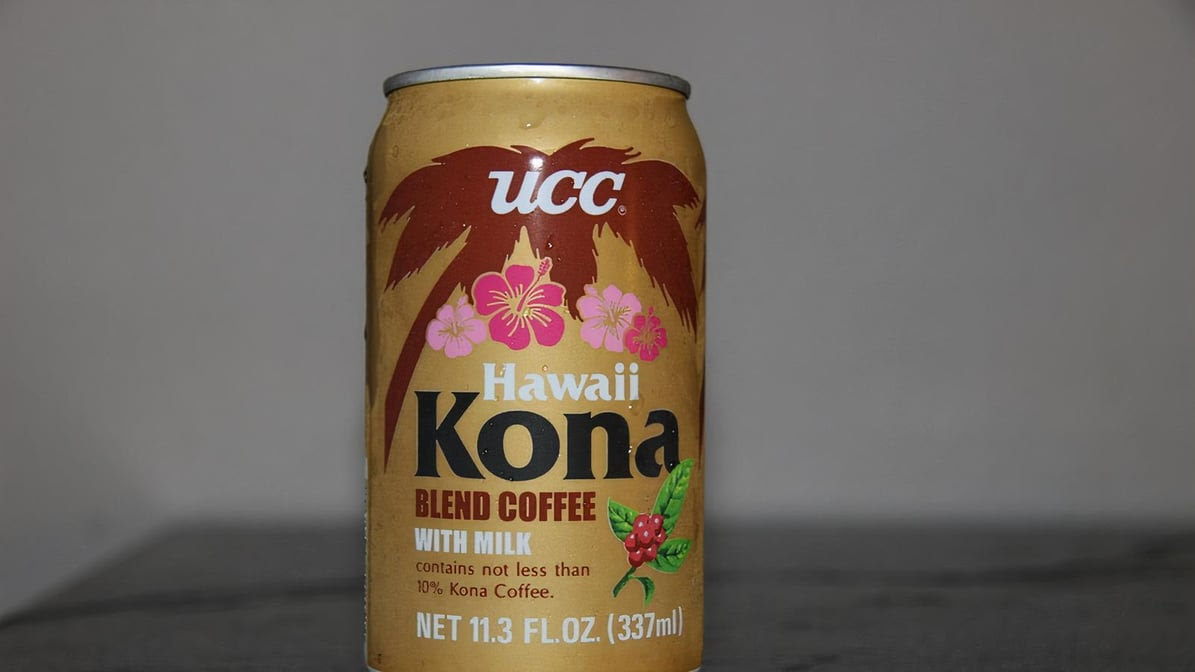 UCC®
Hawaii
Kona
BLEND COFFEE
WITH MILK
contains not less than
10% Kona Coffee.
NET 11.3 FL.OZ. (337ml)